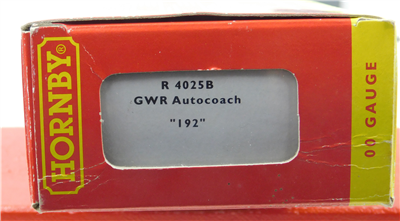 HORNBY®
R 4025B
GWR Autocoach
"192"
00 GAUGE